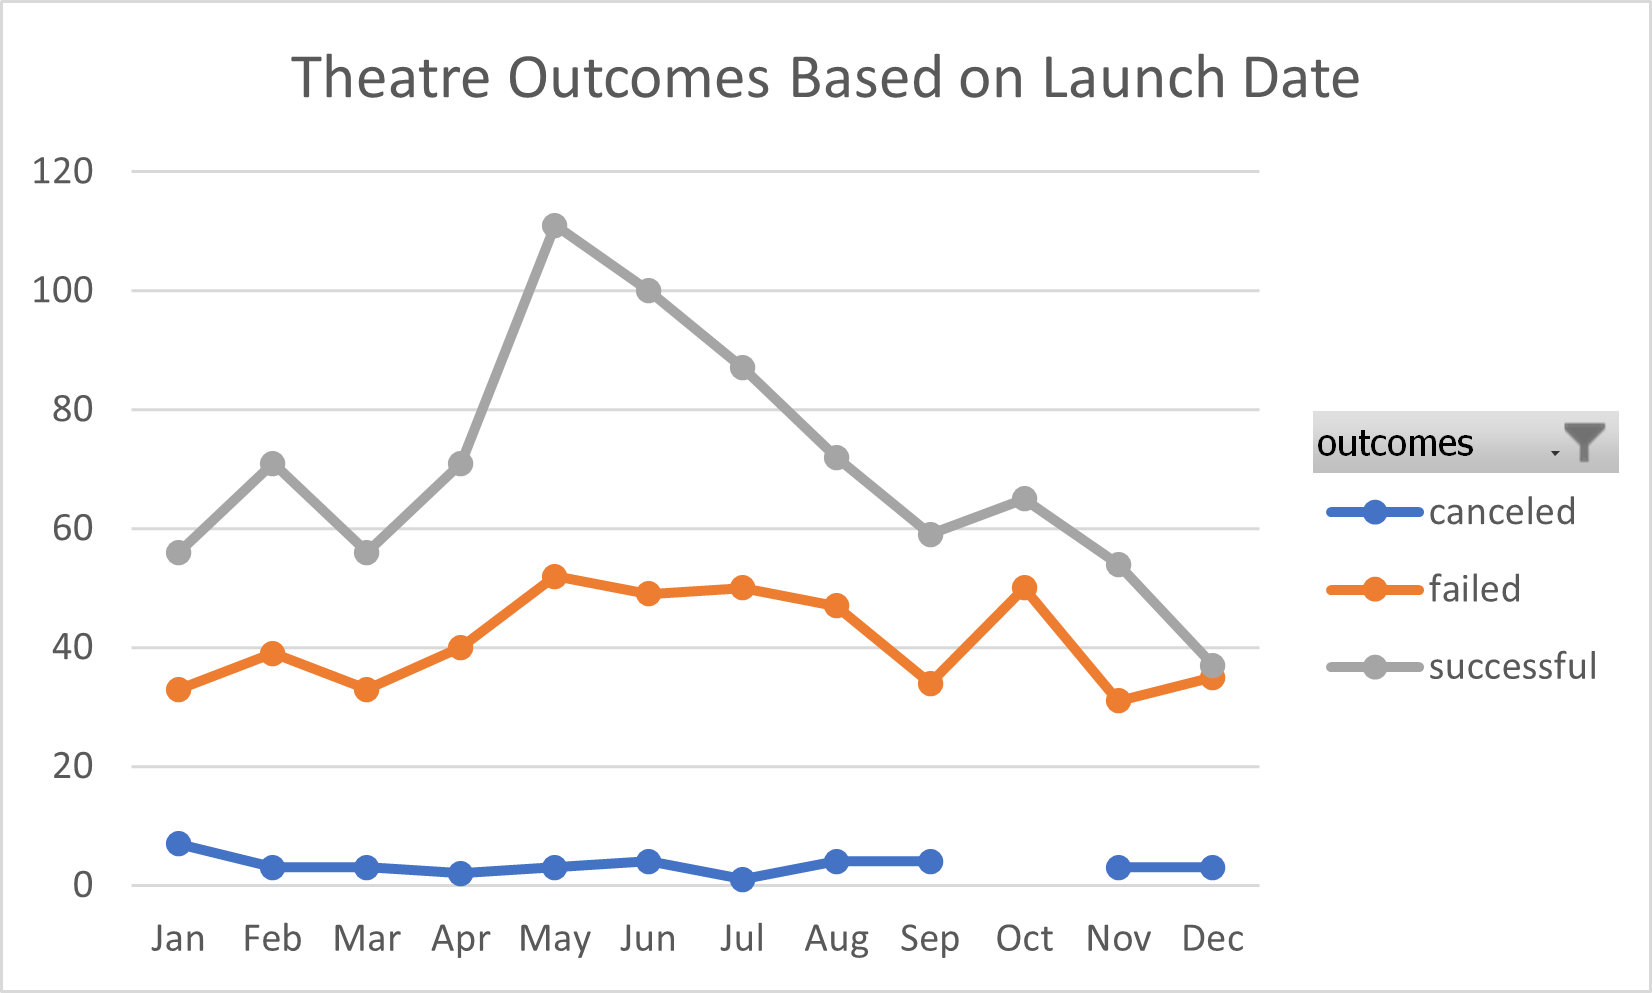 Theatre Outcomes Based on Launch Date
120
100
80
60
40
20
0
Jan Feb Mar Apr May Jun Jul Aug Sep Oct Nov Dec
outcomes
canceled
failed
successful